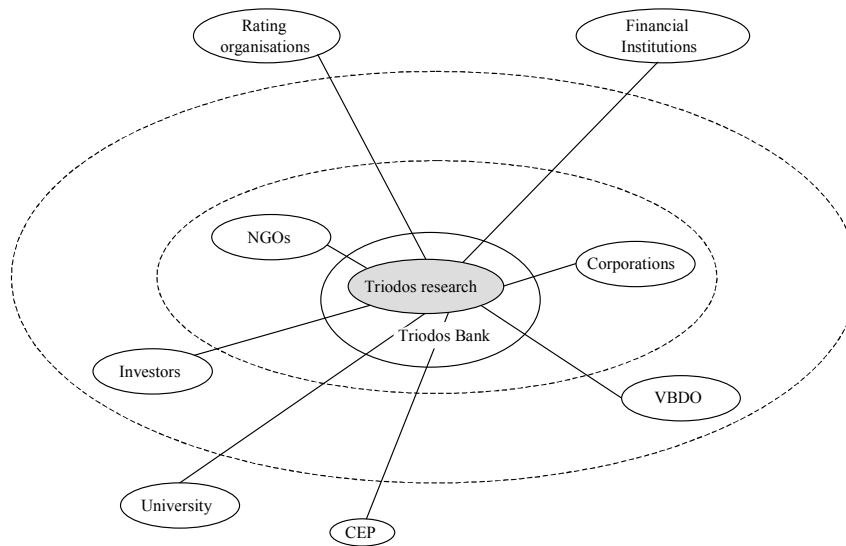 Rating
organisations
Financial
Institutions
NGOs
Corporations
Triodos research
Triodos Bank
Investors
VBDO
University
CEP